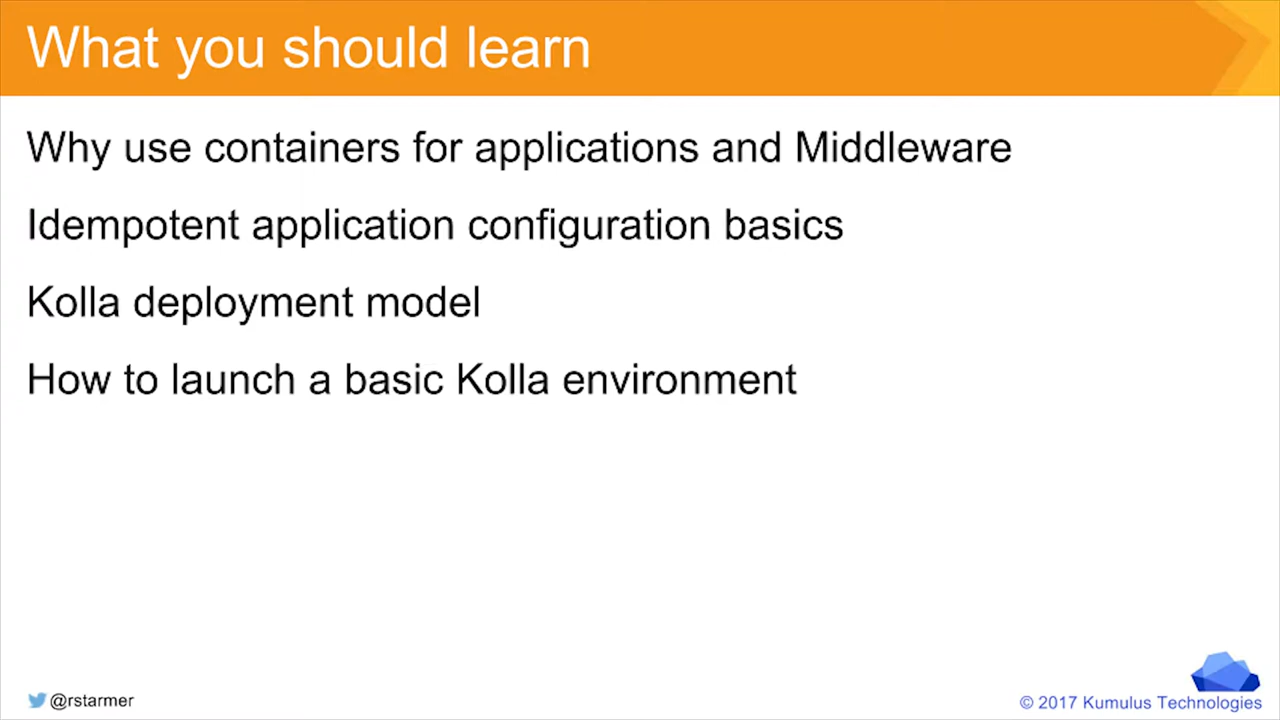 What you should learn
Why use containers for applications and Middleware
Idempotent application configuration basics
Kolla deployment model
How to launch a basic Kolla environment
@rstarmer
© 2017 Kumulus Technologies